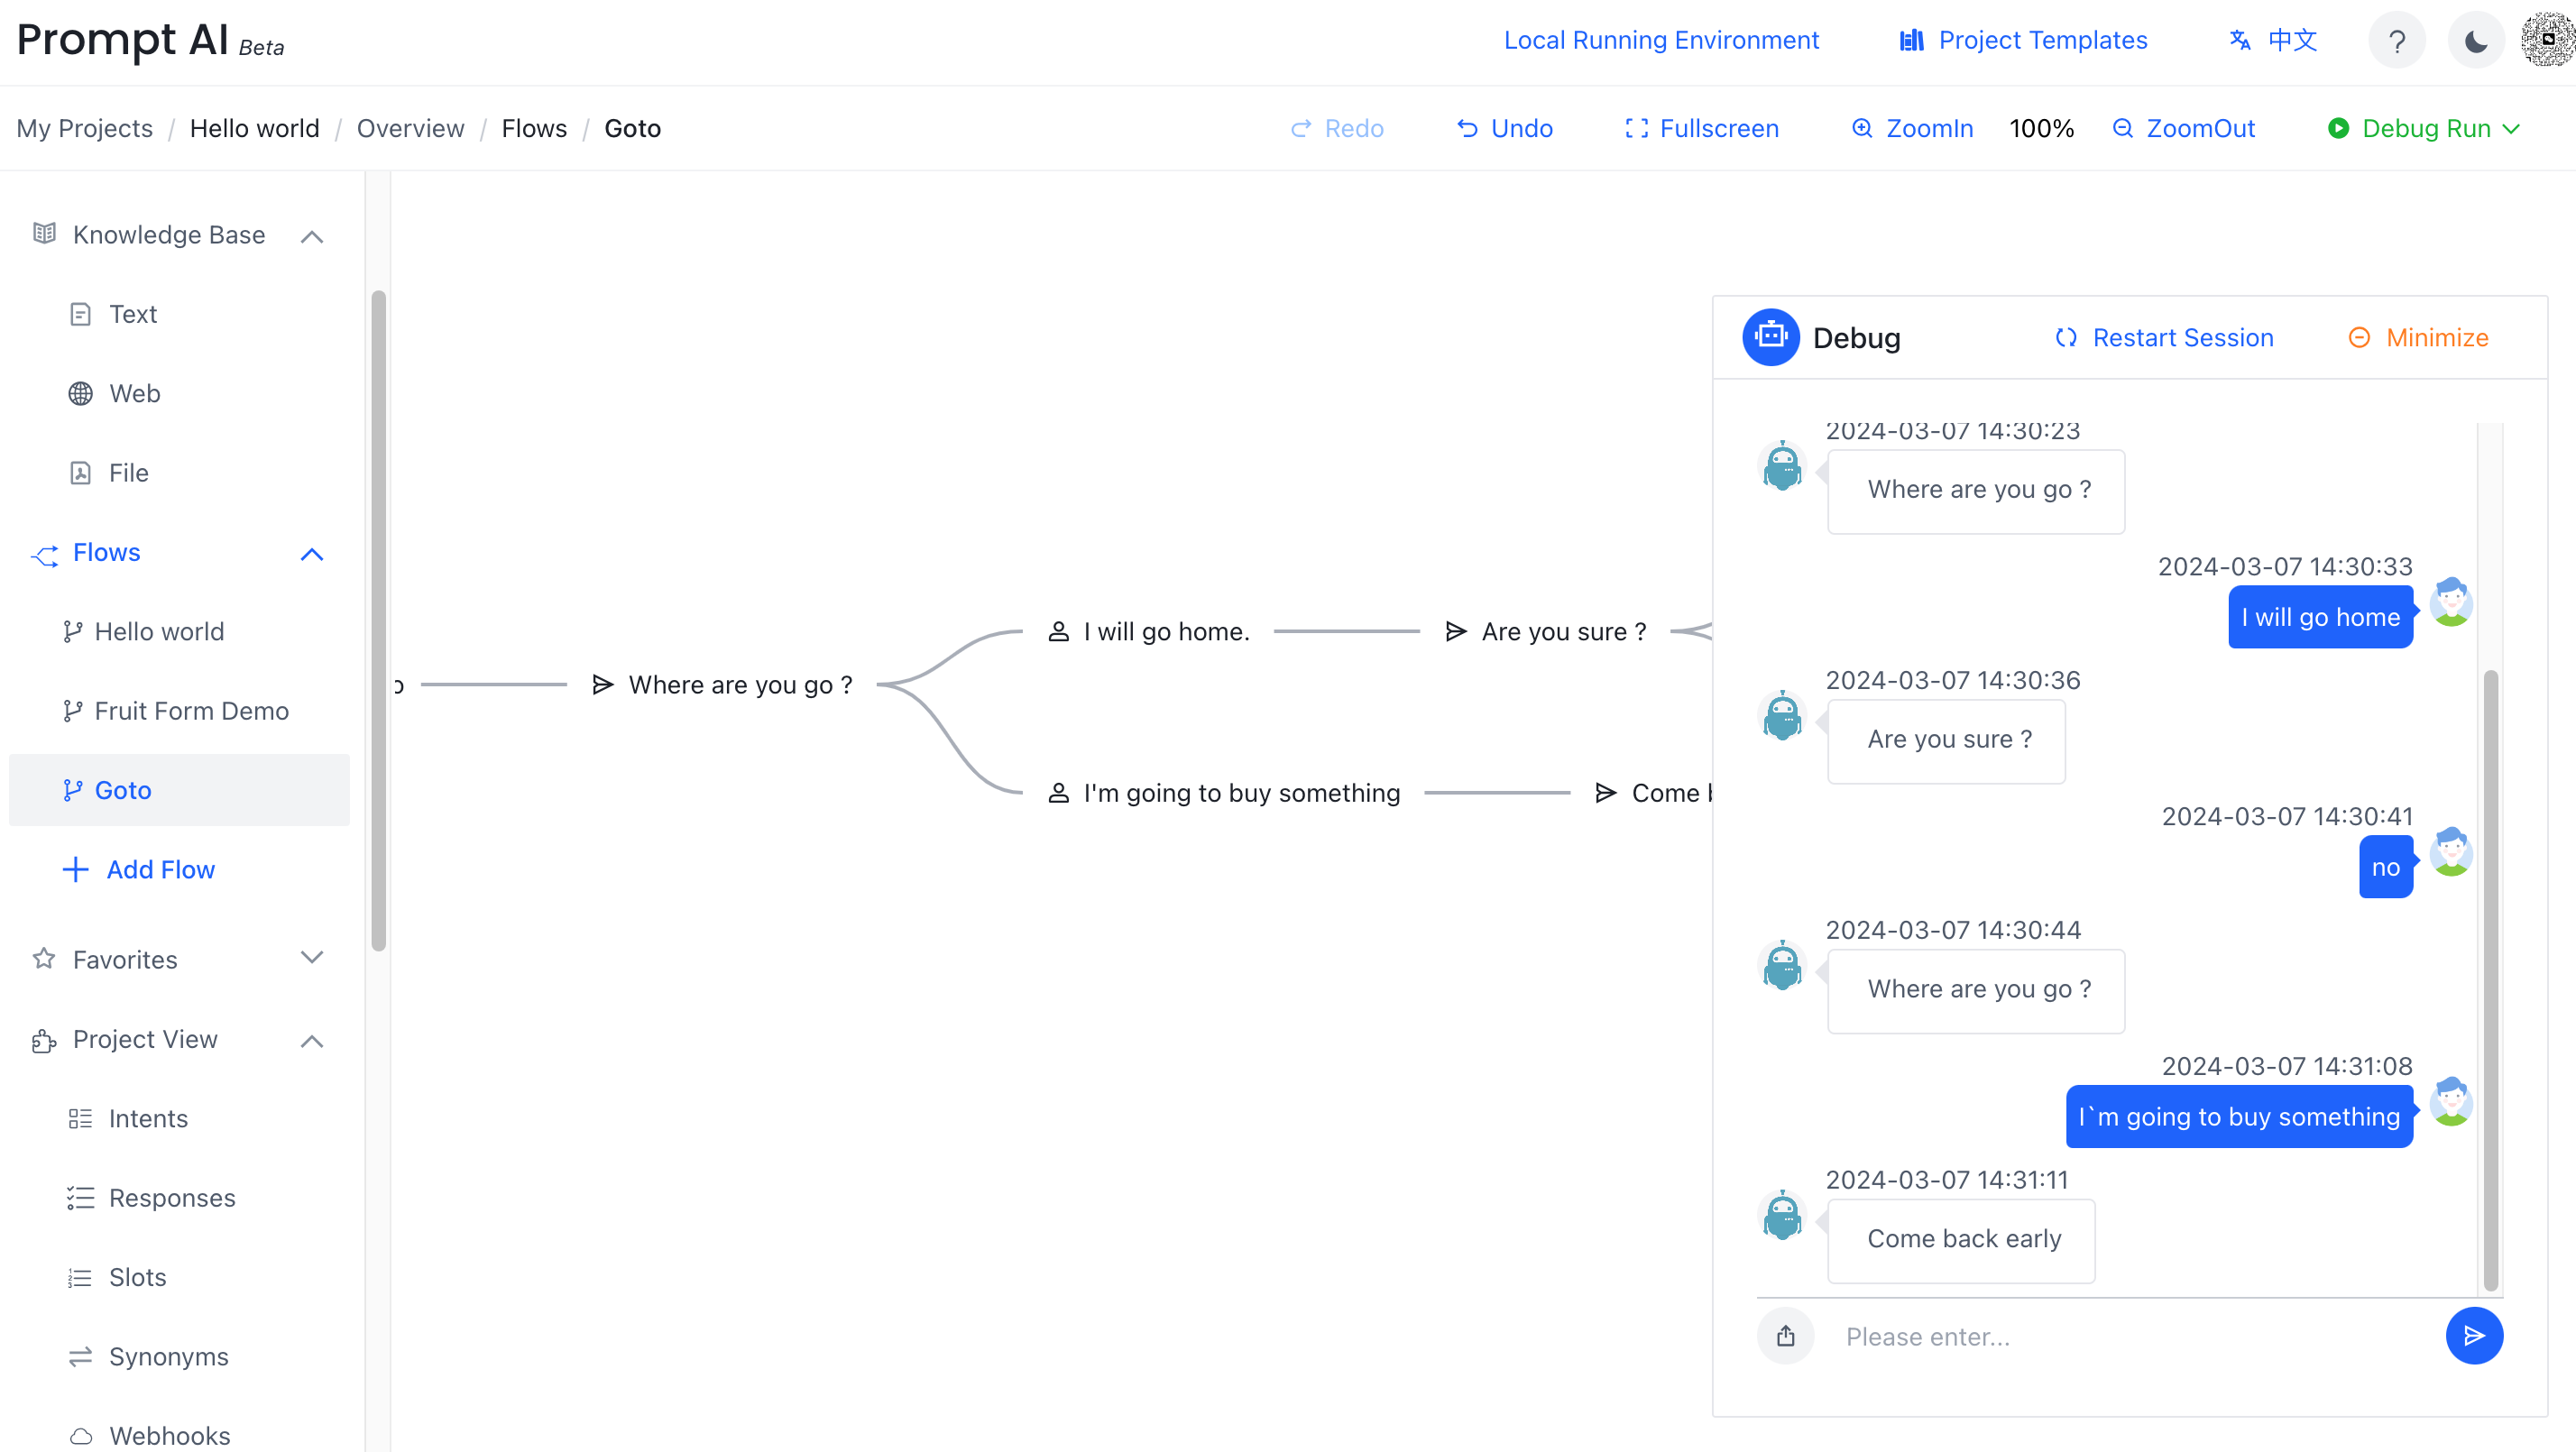 Prompt AI Beta
Local Running Environment
Project Templates
中文
?
My Projects / Hello world / Overview / Flows / Goto
Redo
Undo
Fullscreen
ZoomIn
100%
ZoomOut
Debug Run
Knowledge Base
Text
Web
File
Flows
Hello world
Fruit Form Demo
Goto
Add Flow
Favorites
Project View
Intents
Responses
Slots
Synonyms
Webhooks
o
Where are you go ?
I will go home.
Are you sure ?
I'm going to buy something
Come
Debug
Restart Session
Minimize
2024-03-07 14:30:23
Where are you go ?
2024-03-07 14:30:33
I will go home
2024-03-07 14:30:36
Are you sure ?
2024-03-07 14:30:41
no
2024-03-07 14:30:44
Where are you go ?
2024-03-07 14:31:08
I`m going to buy something
2024-03-07 14:31:11
Come back early
Please enter...